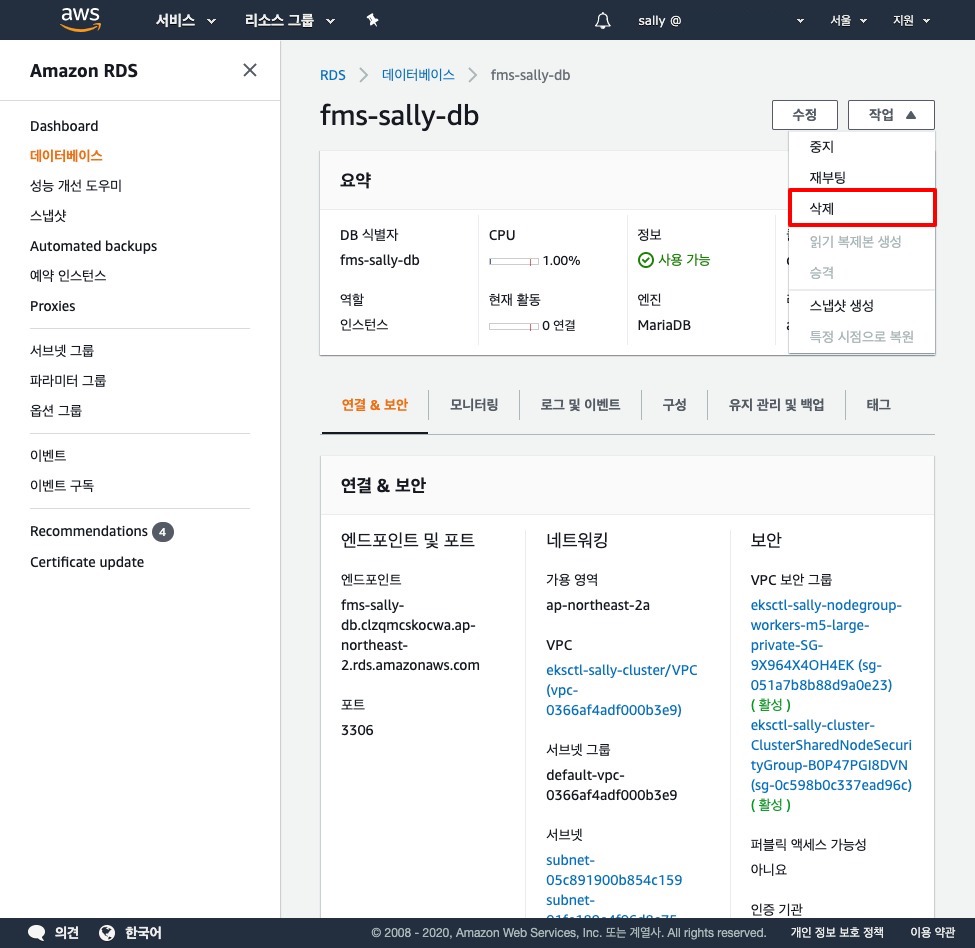 aws 서비스 리소스 그룹 sally @ 서울 지원
Amazon RDS
Dashboard
데이터베이스
성능 개선 도우미
스냅샷
Automated backups
예약 인스턴스
Proxies
서브넷 그룹
파라미터 그룹
옵션 그룹
이벤트
이벤트 구독
Recommendations 4
Certificate update
RDS 데이터베이스 fms-sally-db
fms-sally-db
수정 작업
중지
재부팅
삭제
읽기 복제본 생성
승격
스냅샷 생성
특정 시점으로 복원
요약
DB 식별자
fms-sally-db
CPU
1.00%
정보
사용 가능
역할
인스턴스
현재 활동
0 연결
엔진
MariaDB
연결 & 보안 모니터링 로그 및 이벤트 구성 유지 관리 및 백업 태그
연결 & 보안
엔드포인트 및 포트
엔드포인트
fms-sally-
db.clzqmcskocwa.ap-
northeast-
2.rds.amazonaws.com
포트
3306
네트워킹
가용 영역
ap-northeast-2a
VPC
eksctl-sally-cluster/VPC
(vpc-
0366af4adf000b3e9)
서브넷 그룹
default-vpc-
0366af4adf000b3e9
서브넷
subnet-
05c891900b854c159
subnet-
보안
VPC 보안 그룹
eksctl-sally-nodegroup-
workers-m5-large-
private-SG-
9X964X4OH4EK (sg-
051a7b8b88d9a0e23)
( 활성 )
eksctl-sally-cluster-
ClusterSharedNodeSecuri
tyGroup-B0P47PGI8DVN
(sg-0c598b0c337ead96c)
( 활성 )
퍼블릭 액세스 가능성
아니요
인증 기관
의견 한국어 © 2008 - 2020, Amazon Web Services, Inc. 또는 계열사. All rights reserved. 개인 정보 보호 정책 이용 약관